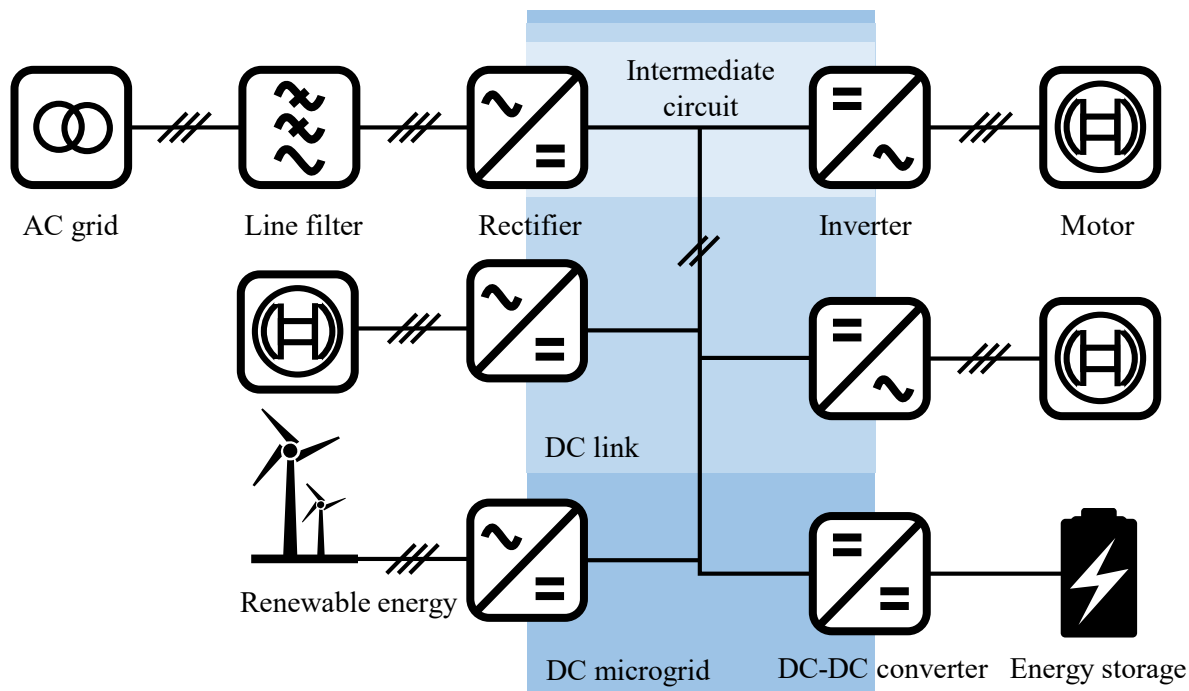 Intermediate
circuit
AC grid
Line filter
Rectifier
Inverter
Motor
DC link
Renewable energy
DC microgrid
DC-DC converter
Energy storage